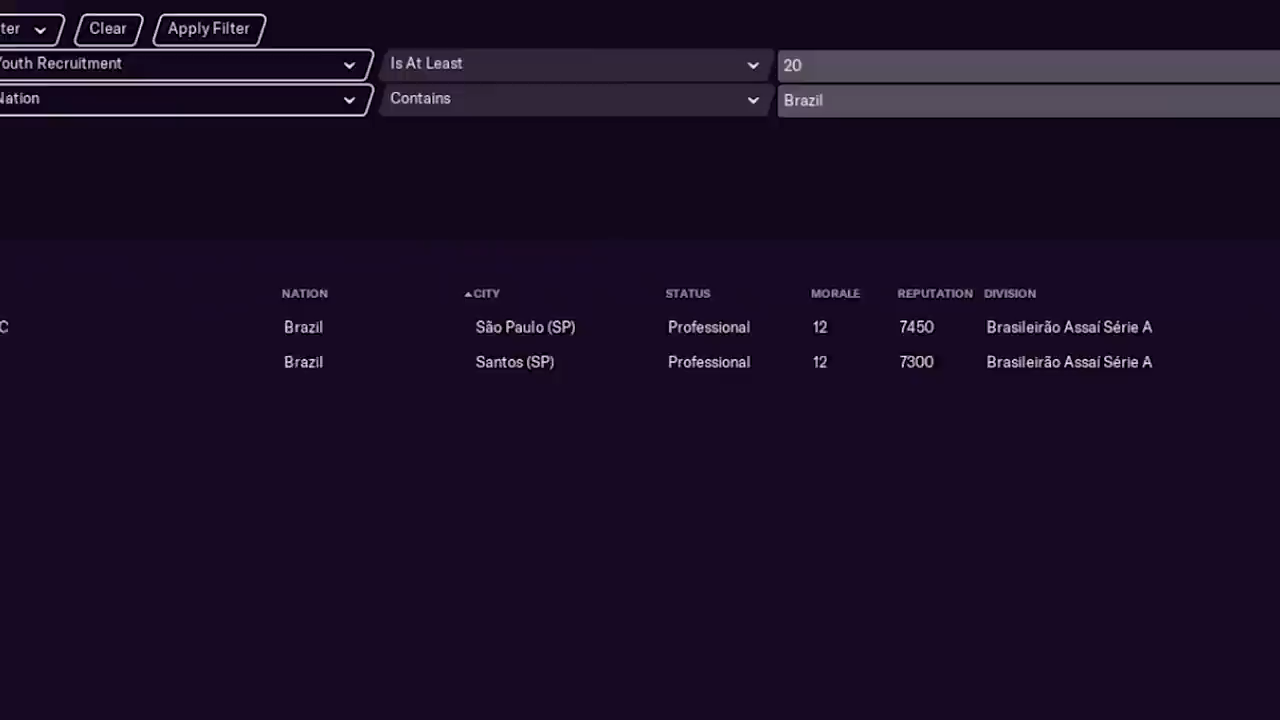 ter Clear Apply Filter
Youth Recruitment Is At Least 20
Nation Contains Brazil
NATION CITY STATUS MORALE REPUTATION DIVISION
C Brazil São Paulo (SP) Professional 12 7450 Brasileirão Assaí Série A
Brazil Santos (SP) Professional 12 7300 Brasileirão Assaí Série A